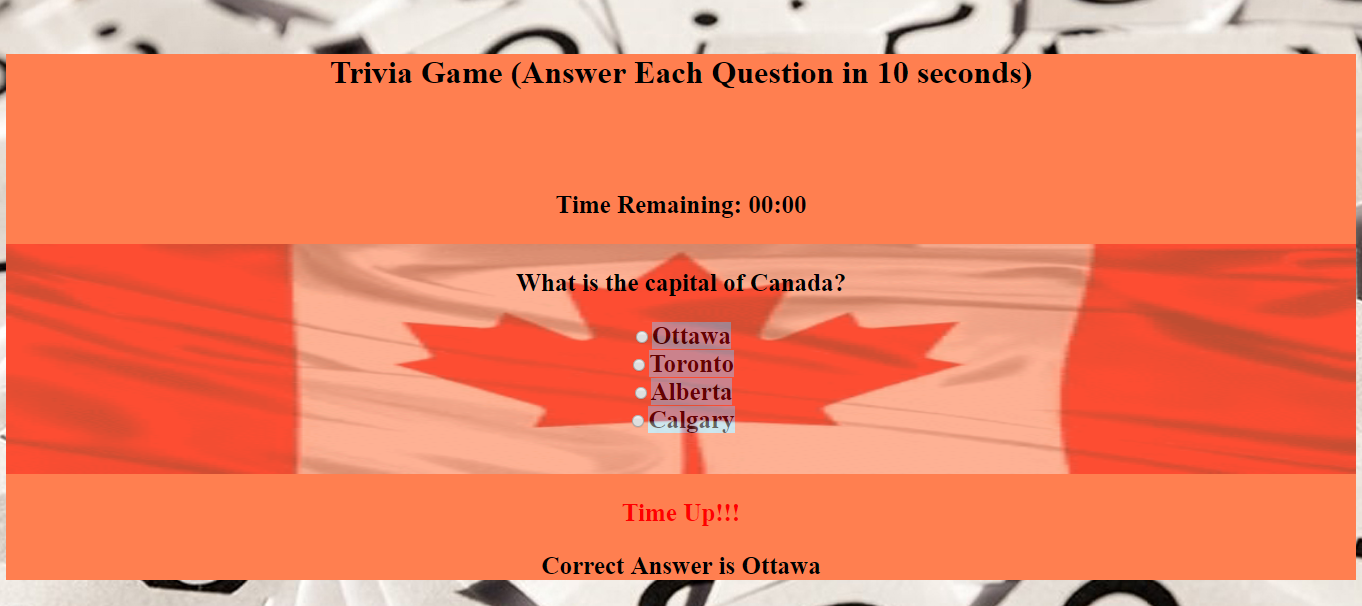 Trivia Game (Answer Each Question in 10 seconds)
Time Remaining: 00:00
What is the capital of Canada?
Ottawa
Toronto
Alberta
Calgary
Time Up!!!
Correct Answer is Ottawa